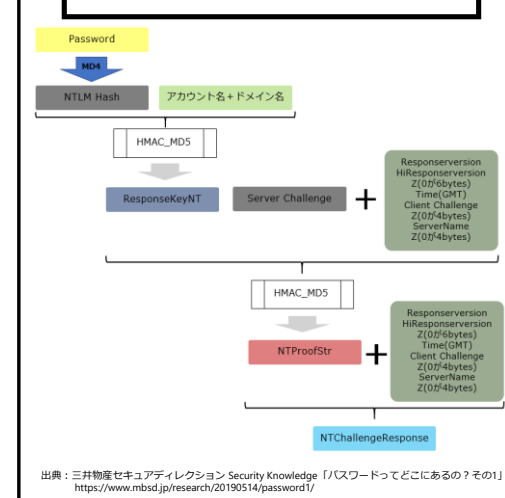 Password
MD4
NTLM Hash
アカウント名+ドメイン名
HMAC_MD5
ResponseKeyNT
Server Challenge
+
Responserversion
HiResponserversion
Z(0が6bytes)
Time(GMT)
Client Challenge
Z(0が4bytes)
ServerName
Z(0が4bytes)
HMAC_MD5
NTProofStr
+
Responserversion
HiResponserversion
Z(0が6bytes)
Time(GMT)
Client Challenge
Z(0が4bytes)
ServerName
Z(0が4bytes)
NTChallengeResponse
出典：三井物産セキュアディレクション Security Knowledge「パスワードってどこにあるの？その1」
https://www.mbsd.jp/research/20190514/password1/